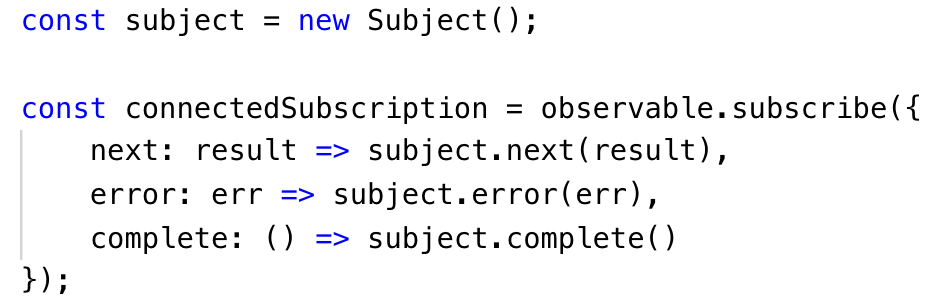 const subject = new Subject();
const connectedSubscription = observable.subscribe({
    next: result => subject.next(result),
    error: err => subject.error(err),
    complete: () => subject.complete()
});